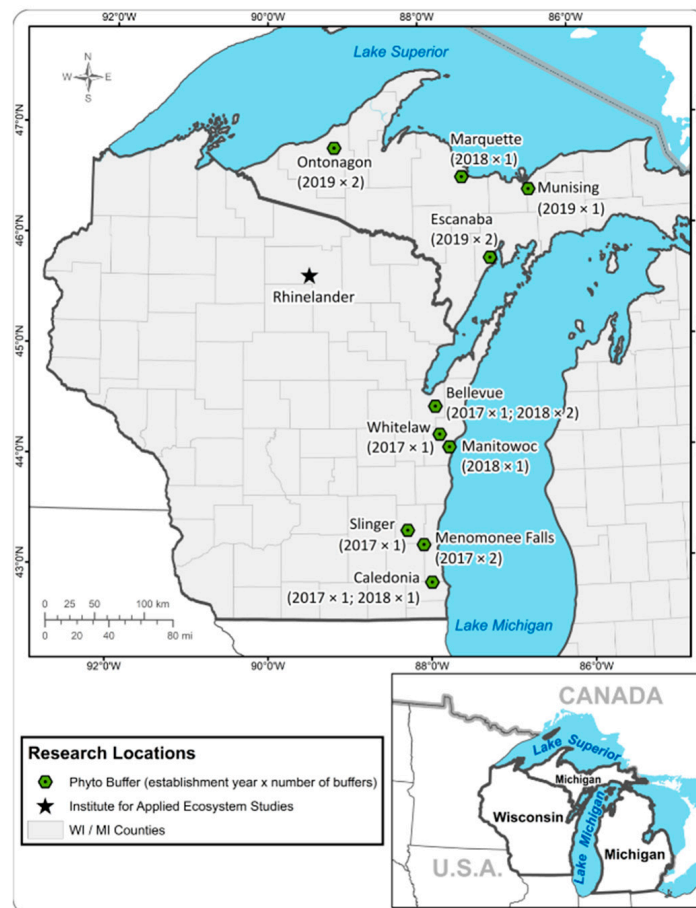 92°0'W 90°0'W 88°0'W 86°0'W
N
W E
S
Lake Superior
47°0'N
46°0'N
45°0'N
44°0'N
43°0'N
Ontonagon
(2019 × 2)
Marquette
(2018 × 1)
Munising
(2019 × 1)
Escanaba
(2019 × 2)
Rhinelander
Bellevue
(2017 × 1; 2018 × 2)
Whitelaw
(2017 × 1)
Manitowoc
(2018 × 1)
Slinger
(2017 × 1)
Menomonee Falls
(2017 × 2)
Caledonia
(2017 × 1; 2018 × 1)
0 25 50 100 km
0 20 40 80 mi
Lake Michigan
92°0'W 90°0'W 88°0'W 86°0'W
Research Locations
Phyto Buffer (establishment year x number of buffers)
Institute for Applied Ecosystem Studies
WI / MI Counties
CANADA
Lake Superior
Michigan
Wisconsin
Lake Michigan
Michigan
U.S.A.